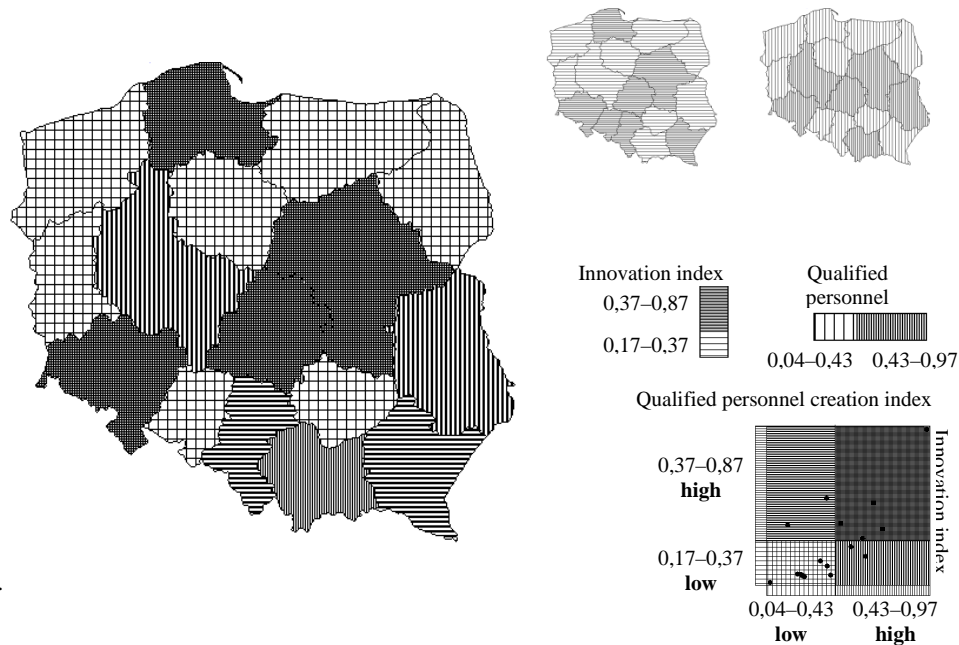 Innovation index
0,37–0,87
0,17–0,37
Qualified
personnel
0,04–0,43 0,43–0,97
Qualified personnel creation index
0,37–0,87
high
0,17–0,37
low
Innovation index
0,04–0,43 0,43–0,97
low high